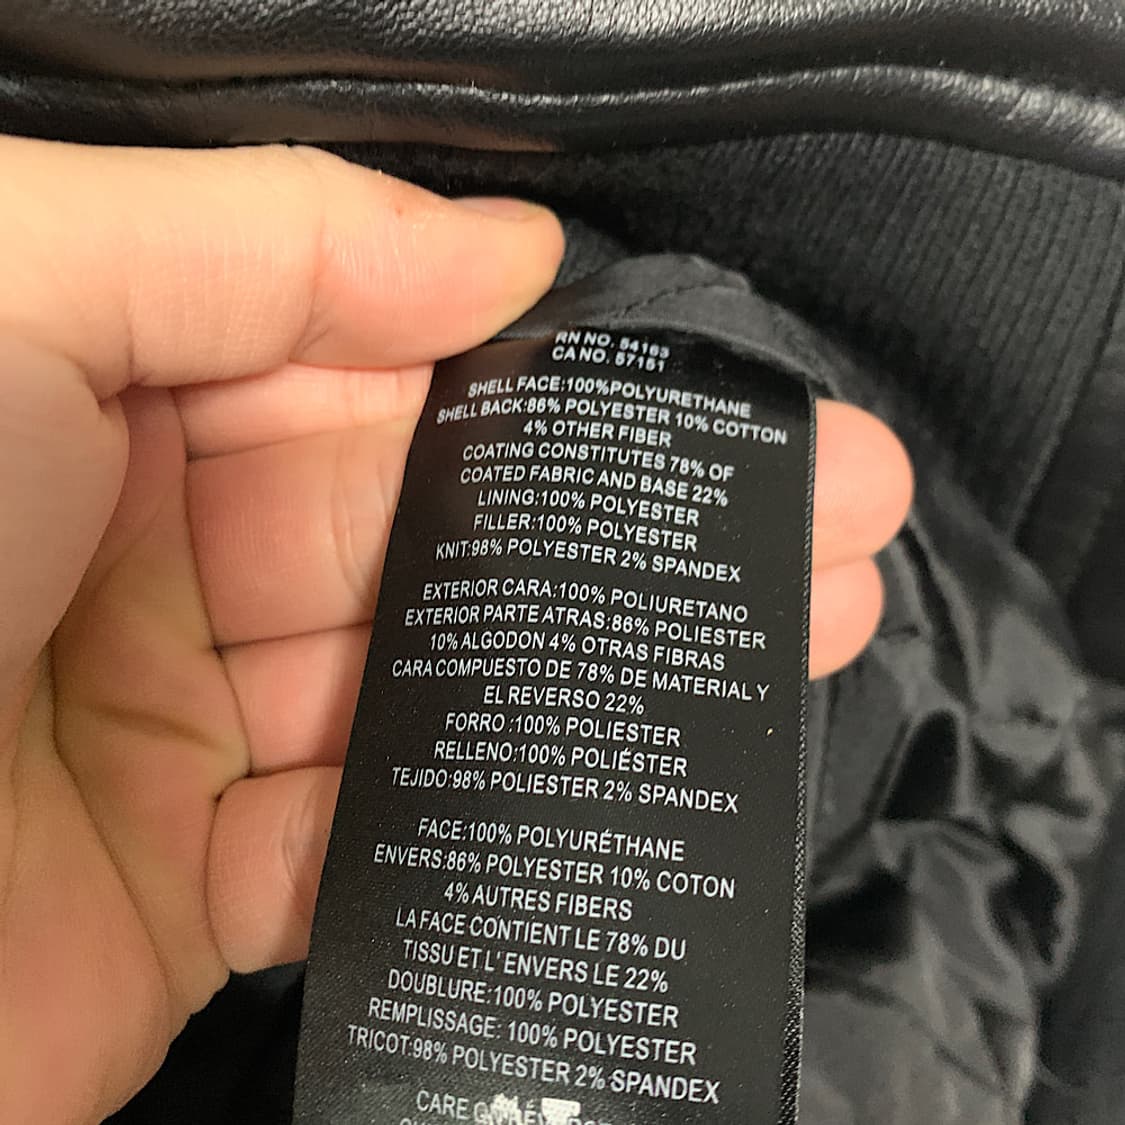 RN NO. 54163
CA NO. 57151
SHELL FACE:100%POLYURETHANE
SHELL BACK:86% POLYESTER 10% COTTON
4% OTHER FIBER
COATING CONSTITUTES 78% OF
COATED FABRIC AND BASE 22%
LINING:100% POLYESTER
FILLER:100% POLYESTER
KNIT:98% POLYESTER 2% SPANDEX
EXTERIOR CARA:100% POLIURETANO
EXTERIOR PARTE ATRAS:86% POLIESTER
10% ALGODON 4% OTRAS FIBRAS
CARA COMPUESTO DE 78% DE MATERIAL Y
EL REVERSO 22%
FORRO :100% POLIESTER
RELLENO:100% POLIÉSTER
TEJIDO:98% POLIESTER 2% SPANDEX
FACE:100% POLYURÉTHANE
ENVERS:86% POLYESTER 10% COTON
4% AUTRES FIBERS
LA FACE CONTIENT LE 78% DU
TISSU ET L'ENVERS LE 22%
DOUBLURE:100% POLYESTER
REMPLISSAGE: 100% POLYESTER
TRICOT:98% POLYESTER 2% SPANDEX
CARE